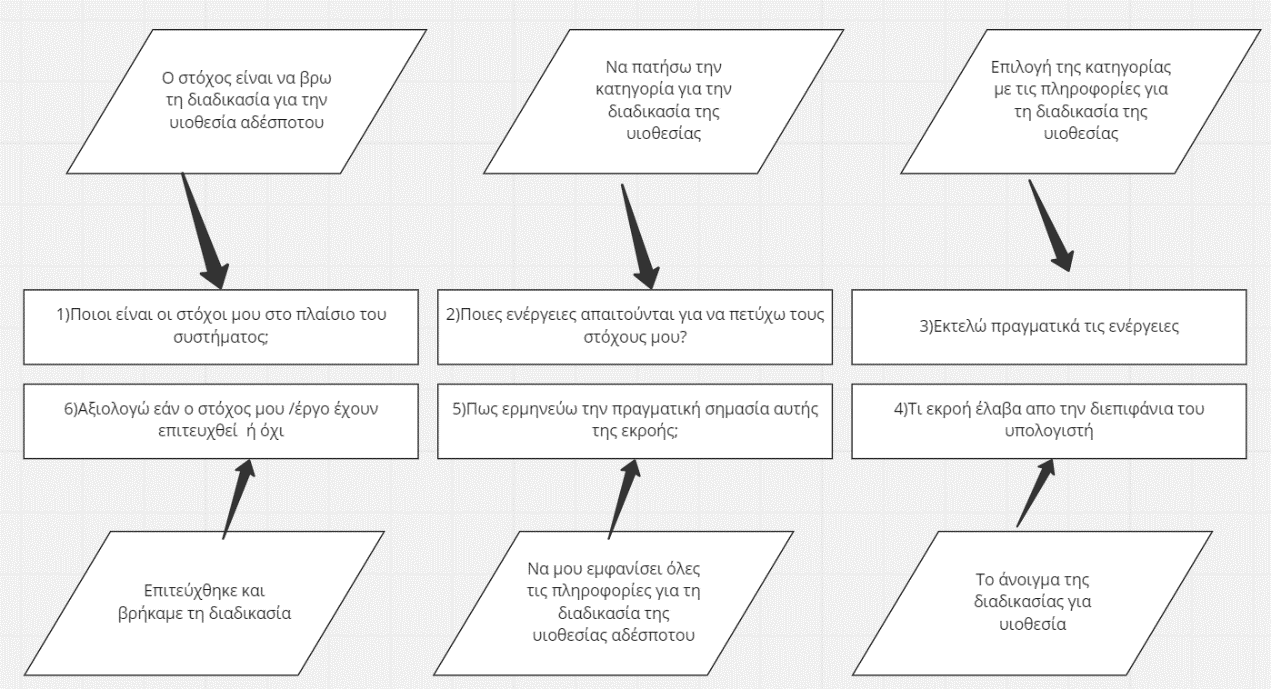 Ο στόχος είναι να βρω
τη διαδικασία για την
υιοθεσία αδέσποτου
Να πατήσω την
κατηγορία για την
διαδικασία της
υιοθεσίας
Επιλογή της κατηγορίας
με τις πληροφορίες για
τη διαδικασία της
υιοθεσίας
1)Ποιοι είναι οι στόχοι μου στο πλαίσιο του
συστήματος;
2)Ποιες ενέργειες απαιτούνται για να πετύχω τους
στόχους μου?
3)Εκτελώ πραγματικά τις ενέργειες
6)Αξιολογώ εάν ο στόχος μου /έργο έχουν
επιτευχθεί ή όχι
5)Πως ερμηνεύω την πραγματική σημασία αυτής
της εκροής;
4)Τι εκροή έλαβα απο την διεπιφάνια του
υπολογιστή
Επιτεύχθηκε και
βρήκαμε τη διαδικασία
Να μου εμφανίσει όλες
τις πληροφορίες για τη
διαδικασία της
υιοθεσίας αδέσποτου
Το άνοιγμα της
διαδικασίας για
υιοθεσία